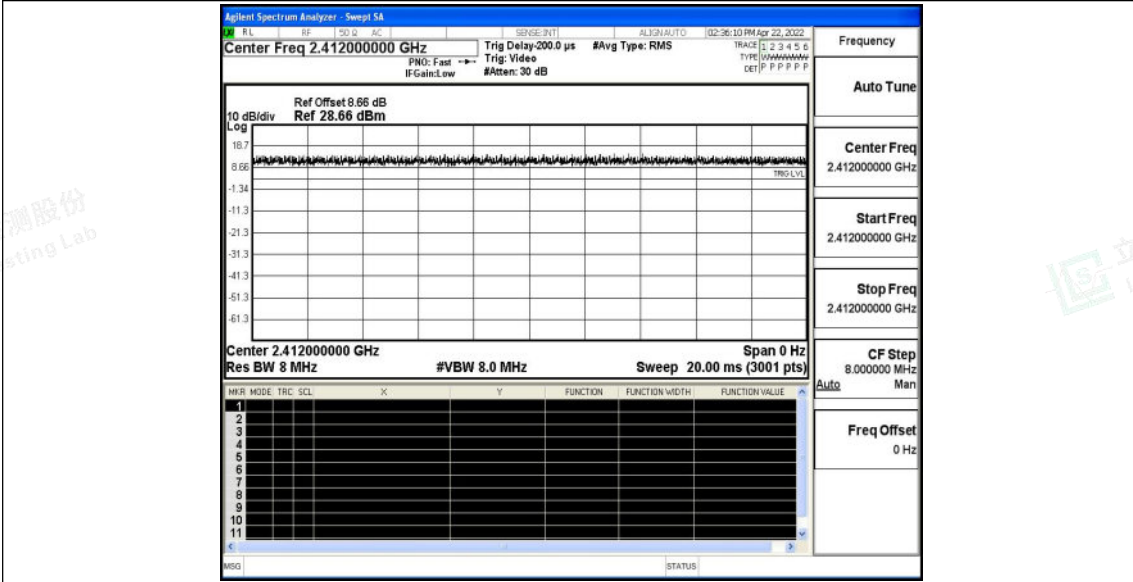 Agilent Spectrum Analyzer - Swept SA
RL RF 50 Ω AC SENSE:INT ALIGNAUTO 02:36:10 PM Apr 22, 2022
Center Freq 2.412000000 GHz
PNO: Fast
IFGain:Low
Trig Delay-200.0 µs
Trig: Video
#Atten: 30 dB
#Avg Type: RMS
TRACE 1 2 3 4 5 6
TYPE
DET P P P P P P
Ref Offset 8.66 dB
10 dB/div Ref 28.66 dBm
Log
18.7
8.66
TRIG LVL
-1.34
-11.3
-21.3
-31.3
-41.3
-51.3
-61.3
Center 2.412000000 GHz Span 0 Hz
Res BW 8 MHz #VBW 8.0 MHz Sweep 20.00 ms (3001 pts)
MKR MODE TRC SCL X Y FUNCTION FUNCTION WIDTH FUNCTION VALUE
1
2
3
4
5
6
7
8
9
10
11
MSG STATUS
Frequency
Auto Tune
Center Freq
2.412000000 GHz
Start Freq
2.412000000 GHz
Stop Freq
2.412000000 GHz
CF Step
8.000000 MHz
Auto Man
Freq Offset
0 Hz
测股份
sting Lab
立